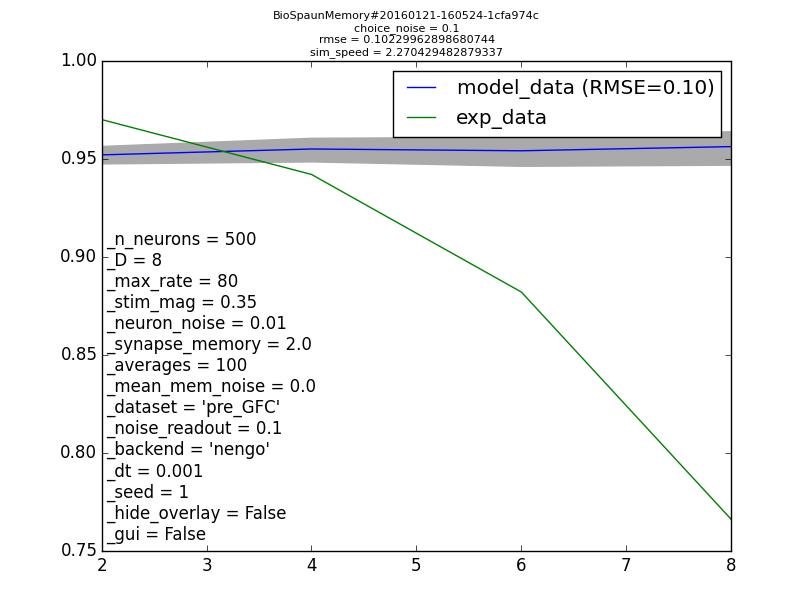 BioSpaunMemory#20160121-160524-1cfa974c
choice_noise = 0.1
rmse = 0.10229962898680744
sim_speed = 2.270429482879337
1.00
model_data (RMSE=0.10)
exp_data
0.95
0.90
0.85
0.80
0.75
_n_neurons = 500
_D = 8
_max_rate = 80
_stim_mag = 0.35
_neuron_noise = 0.01
_synapse_memory = 2.0
_averages = 100
_mean_mem_noise = 0.0
_dataset = 'pre_GFC'
_noise_readout = 0.1
_backend = 'nengo'
_dt = 0.001
_seed = 1
_hide_overlay = False
_gui = False
2 3 4 5 6 7 8